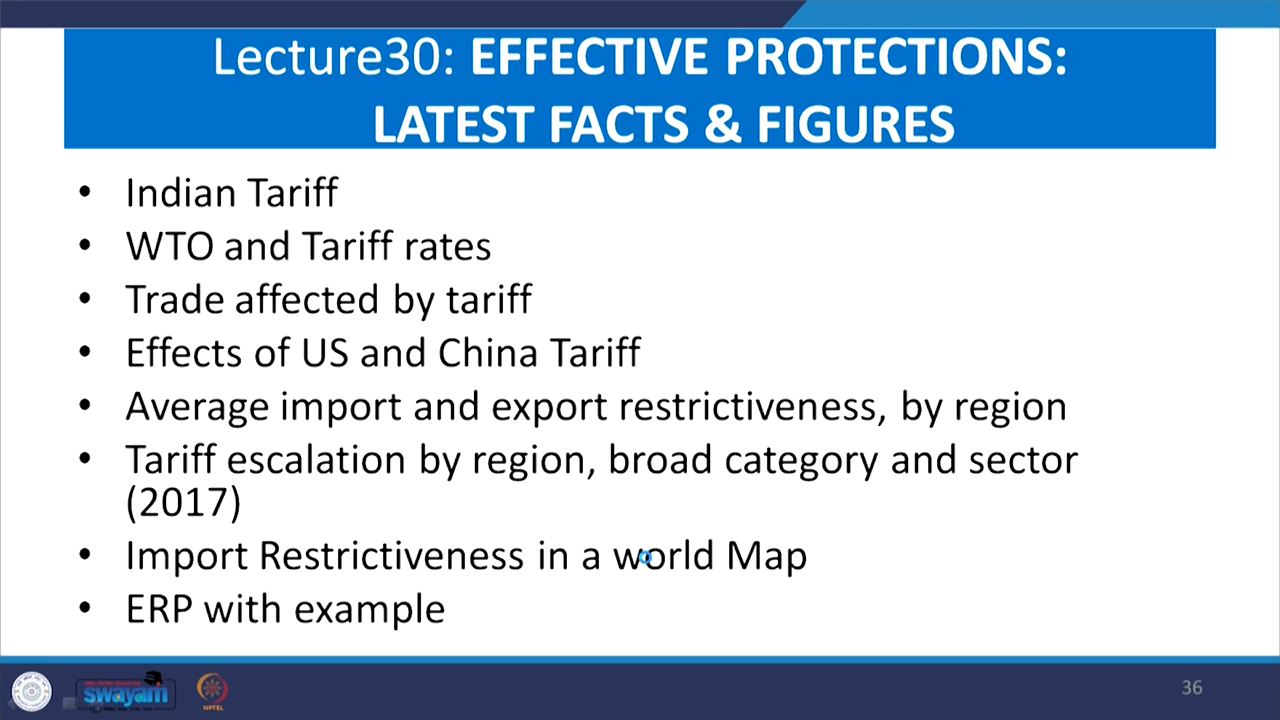 Lecture30: EFFECTIVE PROTECTIONS:
LATEST FACTS & FIGURES
• Indian Tariff
• WTO and Tariff rates
• Trade affected by tariff
• Effects of US and China Tariff
• Average import and export restrictiveness, by region
• Tariff escalation by region, broad category and sector
(2017)
• Import Restrictiveness in a world Map
• ERP with example
swayam
NPTEL
36